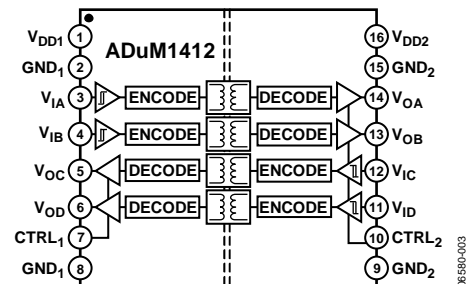 ADuM1412
V_DD1 1
GND_1 2
V_IA 3
V_IB 4
V_OC 5
V_OD 6
CTRL_1 7
GND_1 8
ENCODE DECODE
ENCODE DECODE
DECODE ENCODE
DECODE ENCODE
16 V_DD2
15 GND_2
14 V_OA
13 V_OB
12 V_IC
11 V_ID
10 CTRL_2
9 GND_2
06580-003